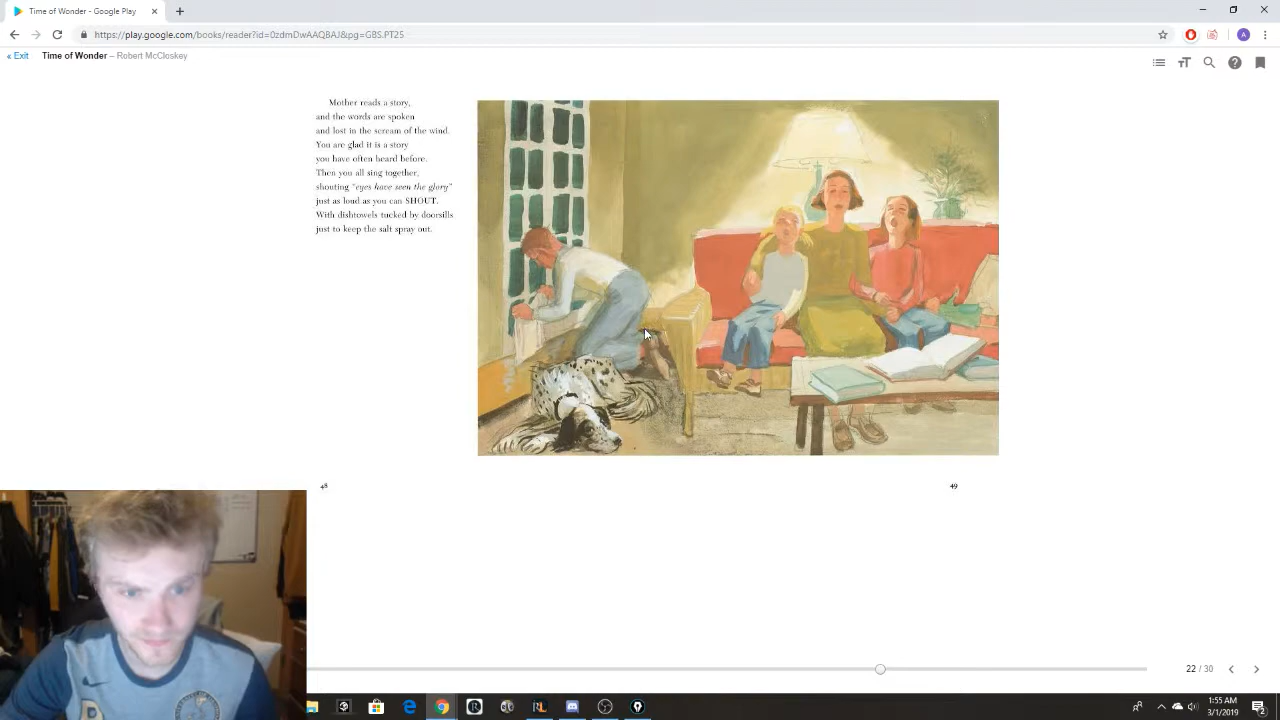 Time of Wonder - Google Play
https://play.google.com/books/reader?id=0zdmDwAAQBAJ&pg=GBS.PT25
« Exit Time of Wonder – Robert McCloskey
Mother reads a story,
and the words are spoken
and lost in the scream of the wind.
You are glad it is a story
you have often heard before.
Then you all sing together,
shouting "eyes have seen the glory"
just as loud as you can SHOUT.
With dishtowels tucked by doorsills
just to keep the salt spray out.
48
49
22 / 30
1:55 AM
3/1/2019